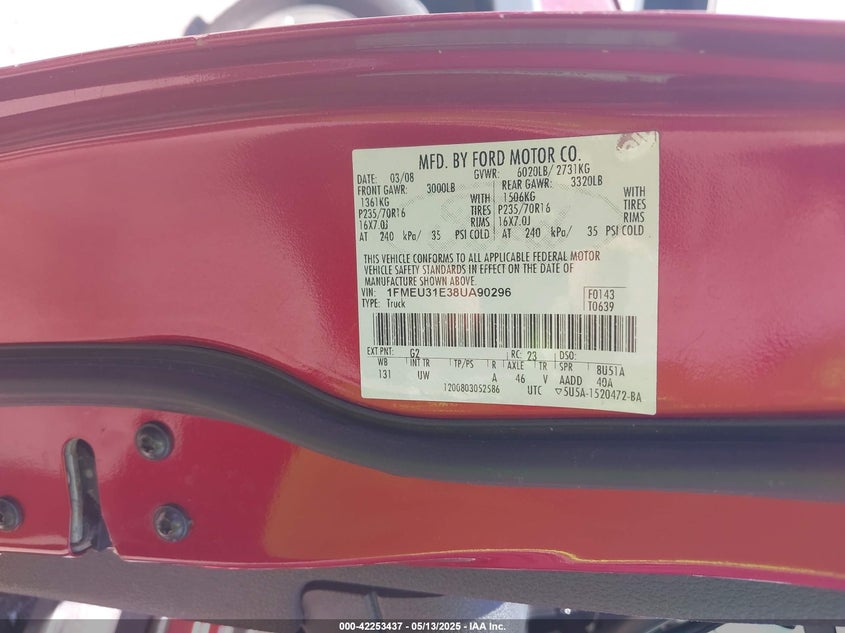 MFD. BY FORD MOTOR CO.
DATE: 03/08 GVWR: 6020LB/ 2731KG
FRONT GAWR: 3000LB REAR GAWR: 3320LB
1361KG WITH 1506KG WITH
P235/70R16 TIRES P235/70R16 TIRES
16X7.0J RIMS 16X7.0J RIMS
AT 240 kPa/ 35 PSI COLD AT 240 kPa/ 35 PSI COLD
THIS VEHICLE CONFORMS TO ALL APPLICABLE FEDERAL MOTOR
VEHICLE SAFETY STANDARDS IN EFFECT ON THE DATE OF
MANUFACTURE SHOWN ABOVE.
VIN: 1FMEU31E38UA90296 F0143
TYPE: Truck T0639
EXT PNT: G2 RC: 23 DSO:
WB INT TR TP/PS R AXLE TR SPR BU51A
131 UW A 46 V AADD 40A
1200803052586 UTC ▽5U5A-1520472-BA
000-42253437 - 05/13/2025 - IAA Inc.